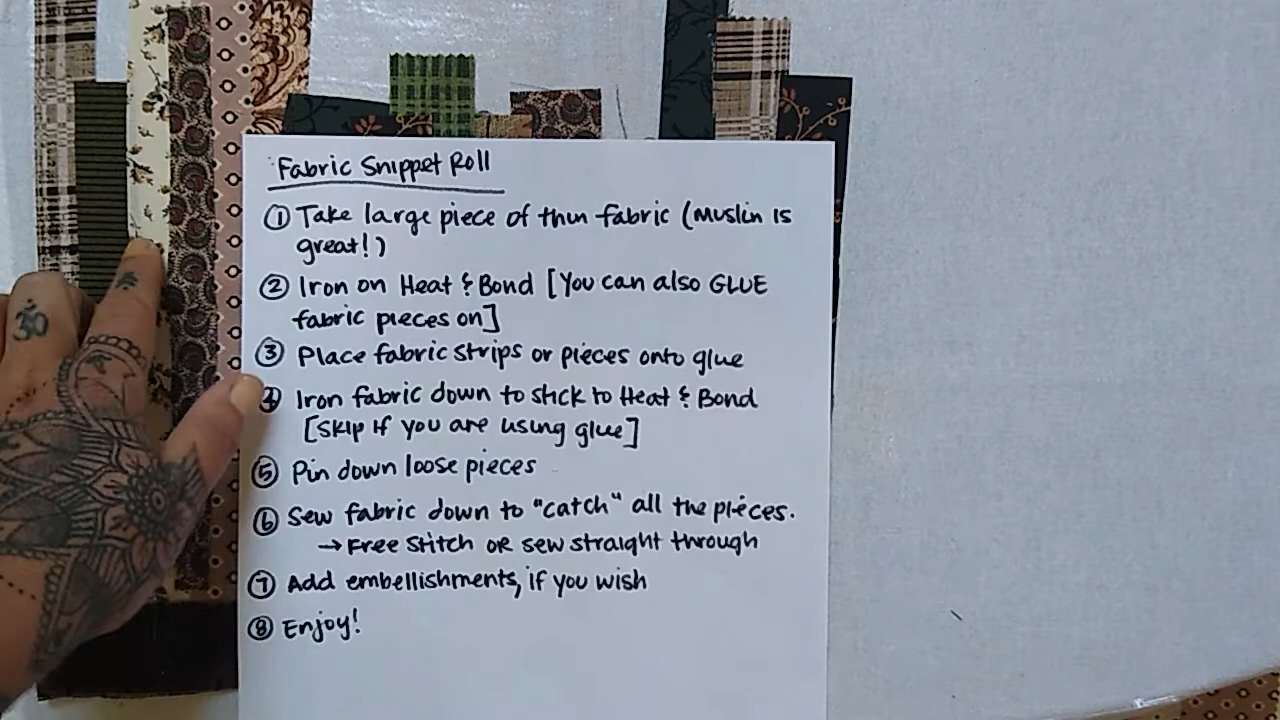 Fabric Snippet Roll
① Take large piece of thin fabric (Muslin is
great!)
② Iron on Heat & Bond [You can also GLUE
fabric pieces on]
③ Place fabric strips or pieces onto glue
④ Iron fabric down to stick to Heat & Bond
[Skip if you are using glue]
⑤ Pin down loose pieces
⑥ Sew fabric down to "catch" all the pieces.
→ Free Stitch OR sew straight through
⑦ Add embellishments, if you wish
⑧ Enjoy!
ॐ